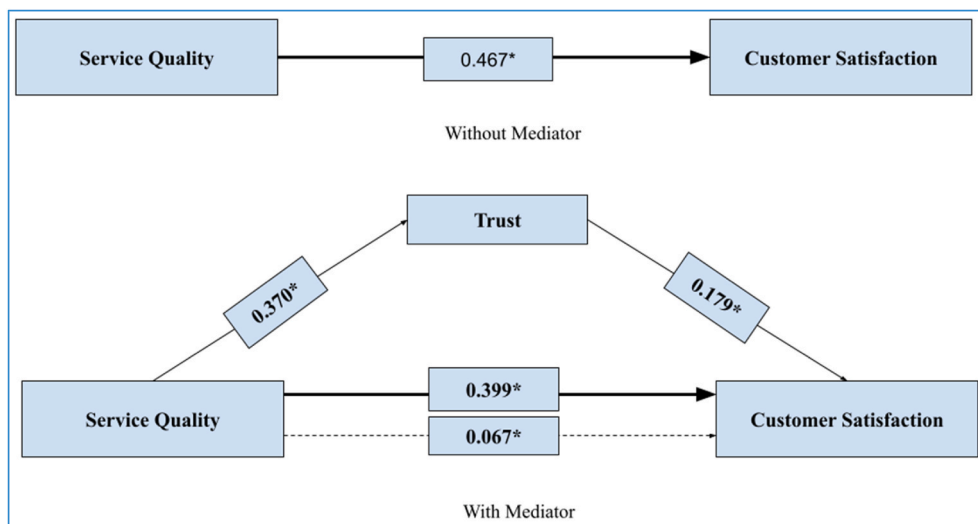 Service Quality
0.467*
Customer Satisfaction
Without Mediator
Trust
0.370*
0.179*
Service Quality
0.399*
0.067*
Customer Satisfaction
With Mediator